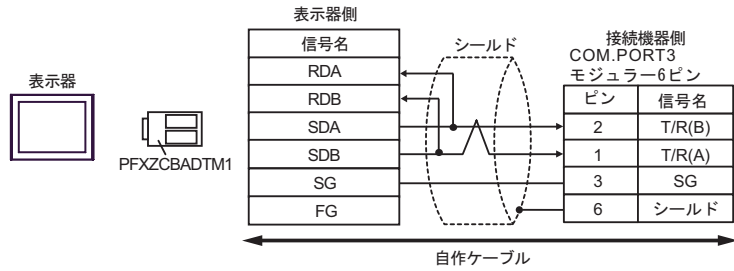 表示器側
接続機器側
COM.PORT3
モジュラー6ピン
信号名
シールド
ピン 信号名
表示器
PFXZCBADTM1
RDA
RDB
SDA 2 T/R(B)
SDB 1 T/R(A)
SG 3 SG
FG 6 シールド
自作ケーブル